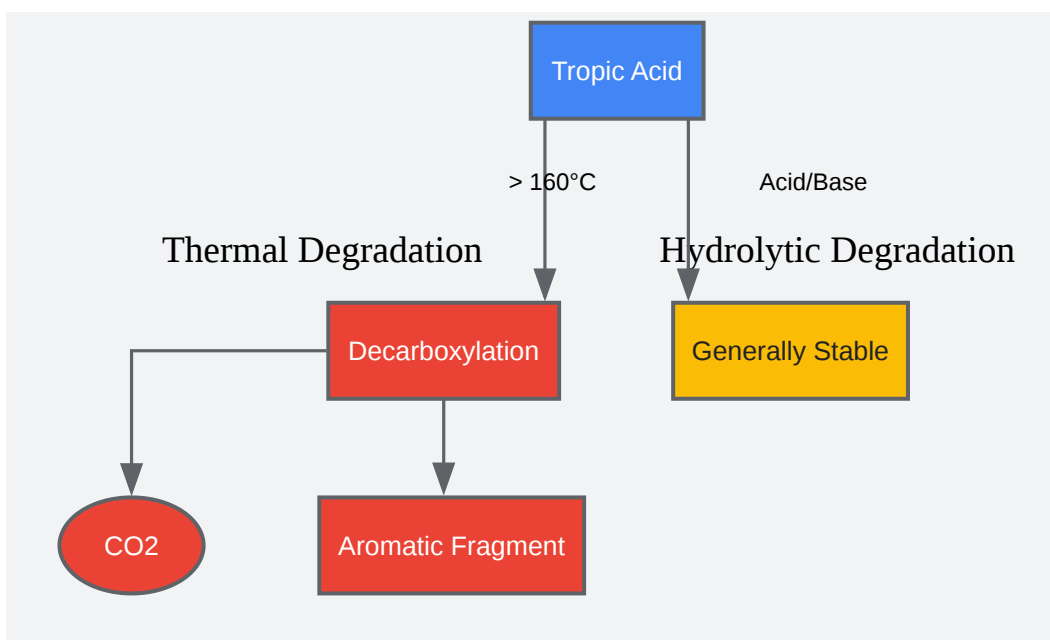 Tropic Acid
> 160°C
Acid/Base
Thermal Degradation
Hydrolytic Degradation
Decarboxylation
Generally Stable
CO2
Aromatic Fragment